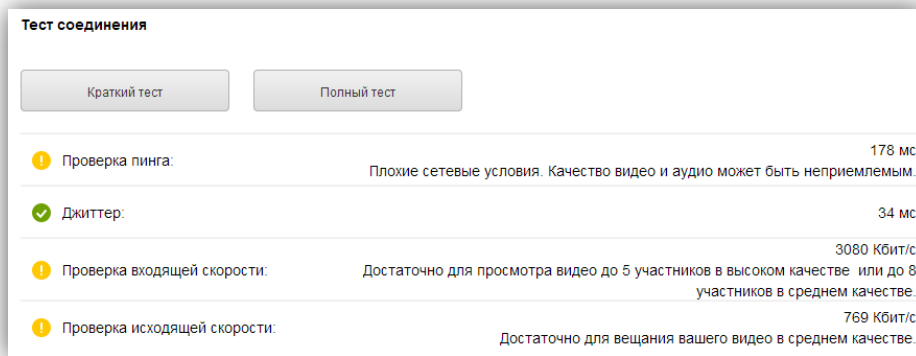 Тест соединения
Краткий тест
Полный тест
Проверка пинга:
178 мс
Плохие сетевые условия. Качество видео и аудио может быть неприемлемым.
Джиттер:
34 мс
Проверка входящей скорости:
3080 Кбит/с
Достаточно для просмотра видео до 5 участников в высоком качестве или до 8
участников в среднем качестве.
Проверка исходящей скорости:
769 Кбит/с
Достаточно для вещания вашего видео в среднем качестве.